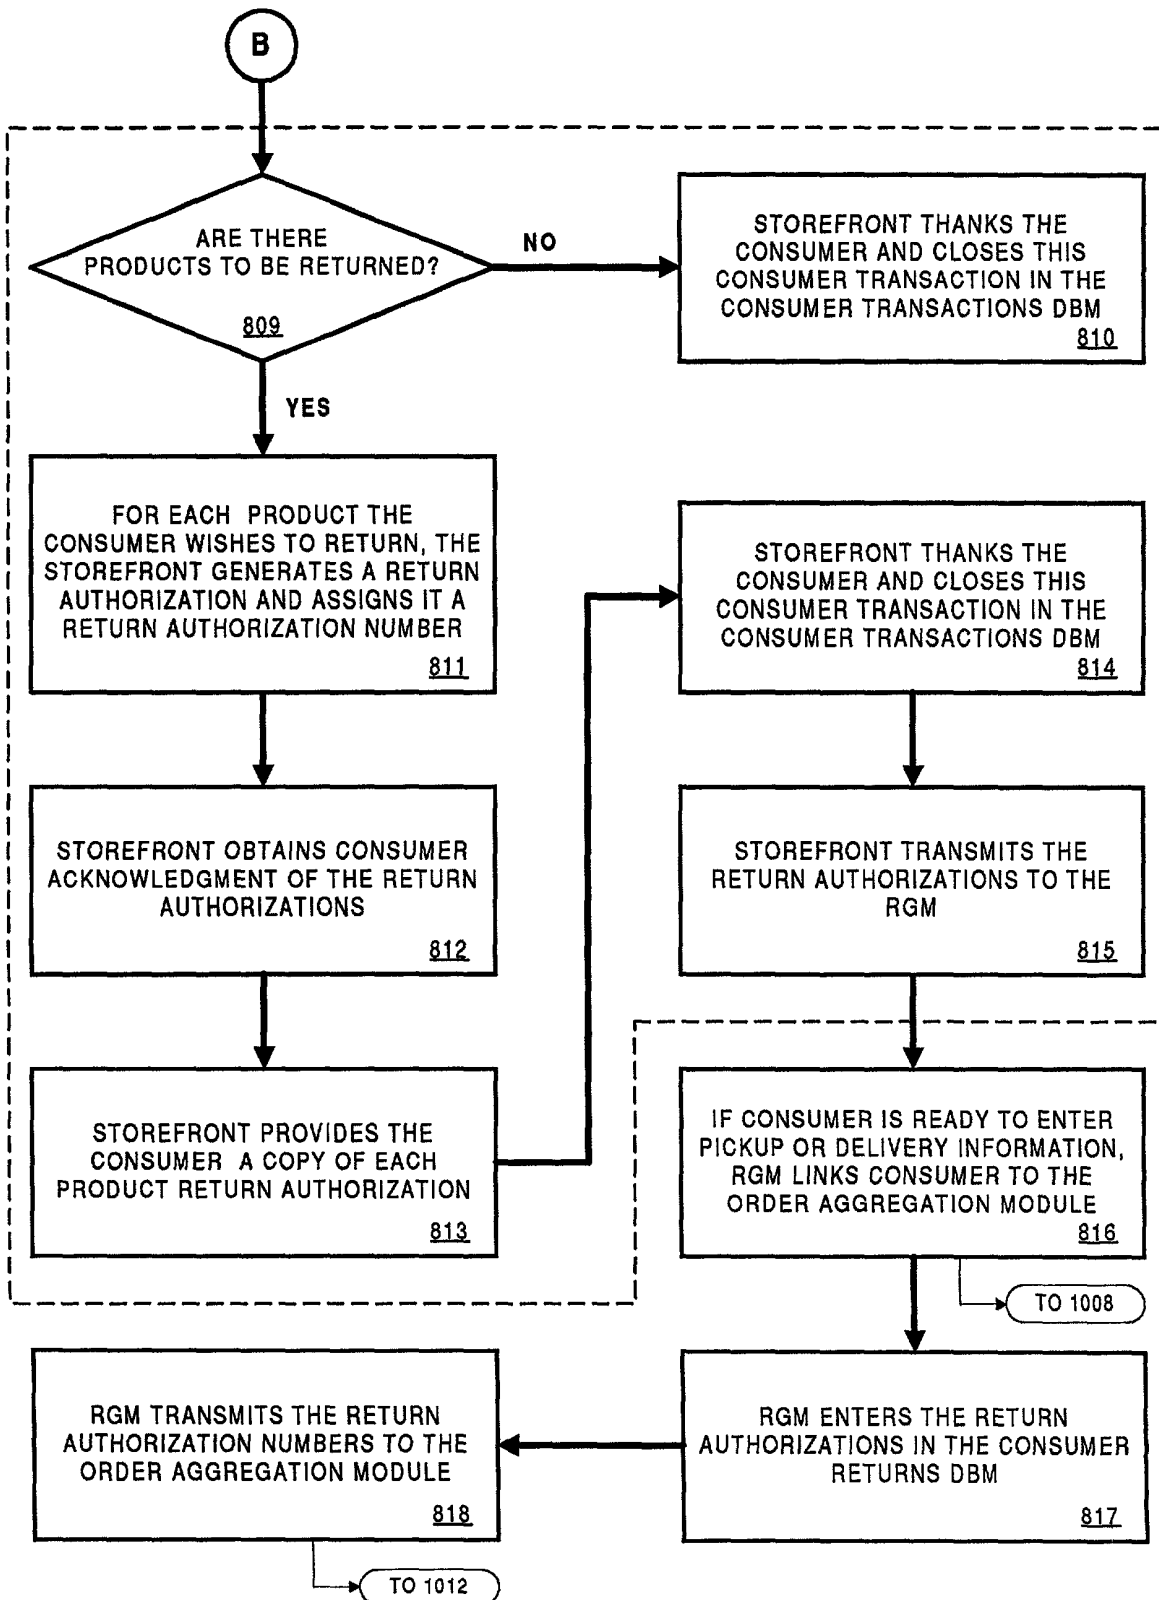 B
ARE THERE
PRODUCTS TO BE RETURNED?
809
NO
STOREFRONT THANKS THE
CONSUMER AND CLOSES THIS
CONSUMER TRANSACTION IN THE
CONSUMER TRANSACTIONS DBM
810
YES
FOR EACH PRODUCT THE
CONSUMER WISHES TO RETURN, THE
STOREFRONT GENERATES A RETURN
AUTHORIZATION AND ASSIGNS IT A
RETURN AUTHORIZATION NUMBER
811
STOREFRONT OBTAINS CONSUMER
ACKNOWLEDGMENT OF THE RETURN
AUTHORIZATIONS
812
STOREFRONT PROVIDES THE
CONSUMER A COPY OF EACH
PRODUCT RETURN AUTHORIZATION
813
STOREFRONT THANKS THE
CONSUMER AND CLOSES THIS
CONSUMER TRANSACTION IN THE
CONSUMER TRANSACTIONS DBM
814
STOREFRONT TRANSMITS THE
RETURN AUTHORIZATIONS TO THE
RGM
815
IF CONSUMER IS READY TO ENTER
PICKUP OR DELIVERY INFORMATION,
RGM LINKS CONSUMER TO THE
ORDER AGGREGATION MODULE
816
TO 1008
RGM ENTERS THE RETURN
AUTHORIZATIONS IN THE CONSUMER
RETURNS DBM
817
RGM TRANSMITS THE RETURN
AUTHORIZATION NUMBERS TO THE
ORDER AGGREGATION MODULE
818
TO 1012